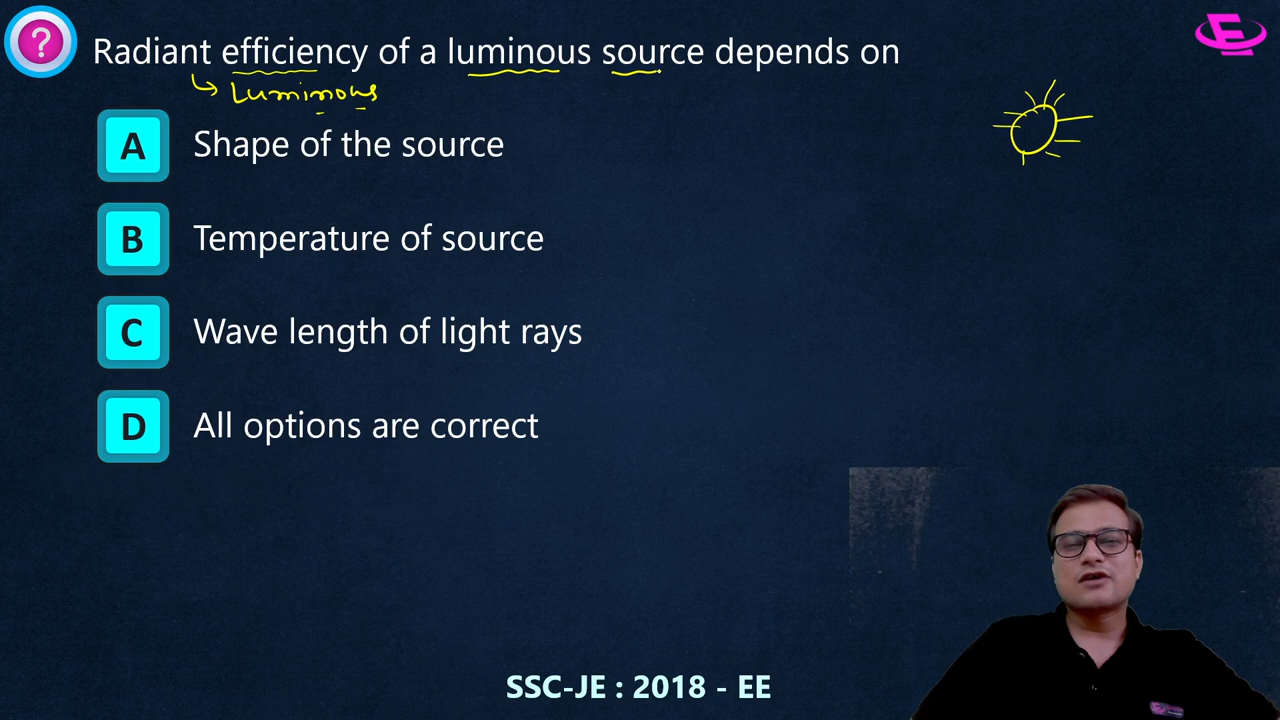 ?
Radiant efficiency of a luminous source depends on
Luminous
A Shape of the source
B Temperature of source
C Wave length of light rays
D All options are correct
SSC-JE : 2018 - EE